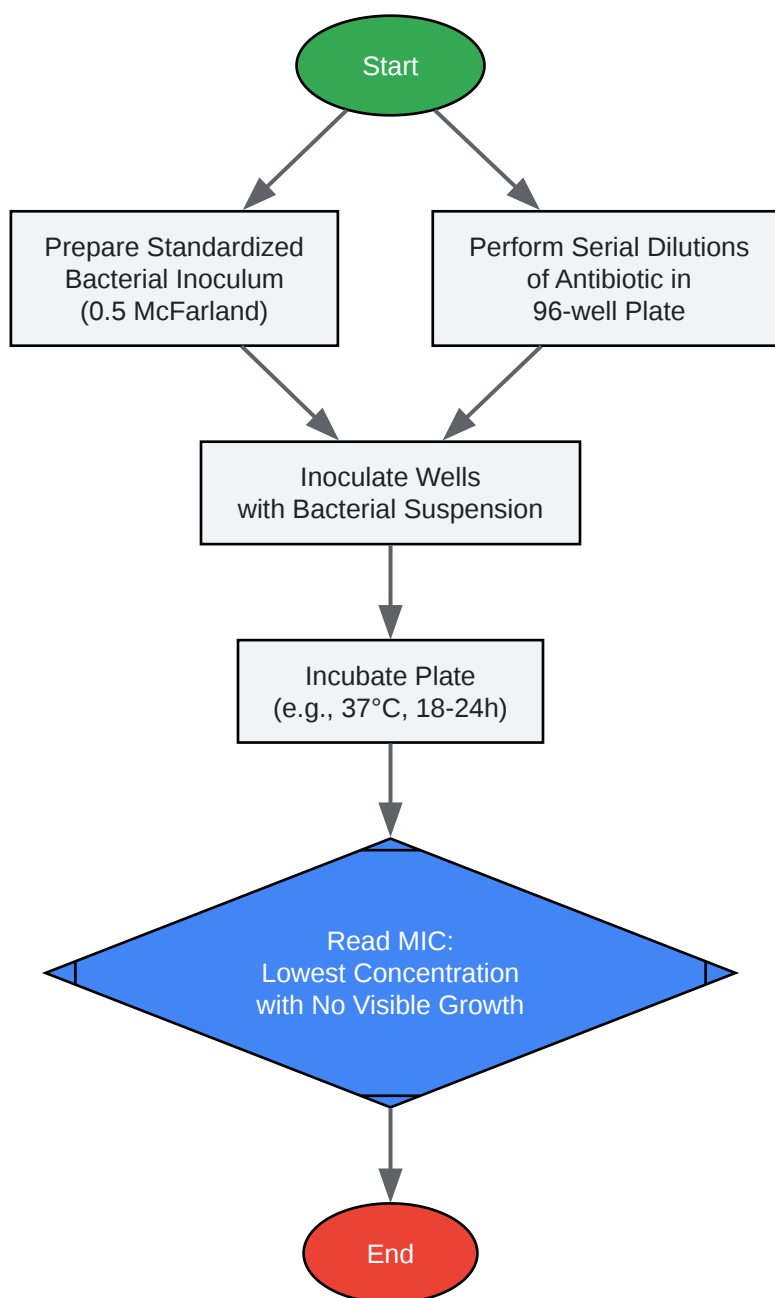 Start
Prepare Standardized
Bacterial Inoculum
(0.5 McFarland)
Perform Serial Dilutions
of Antibiotic in
96-well Plate
Inoculate Wells
with Bacterial Suspension
Incubate Plate
(e.g., 37°C, 18-24h)
Read MIC:
Lowest Concentration
with No Visible Growth
End